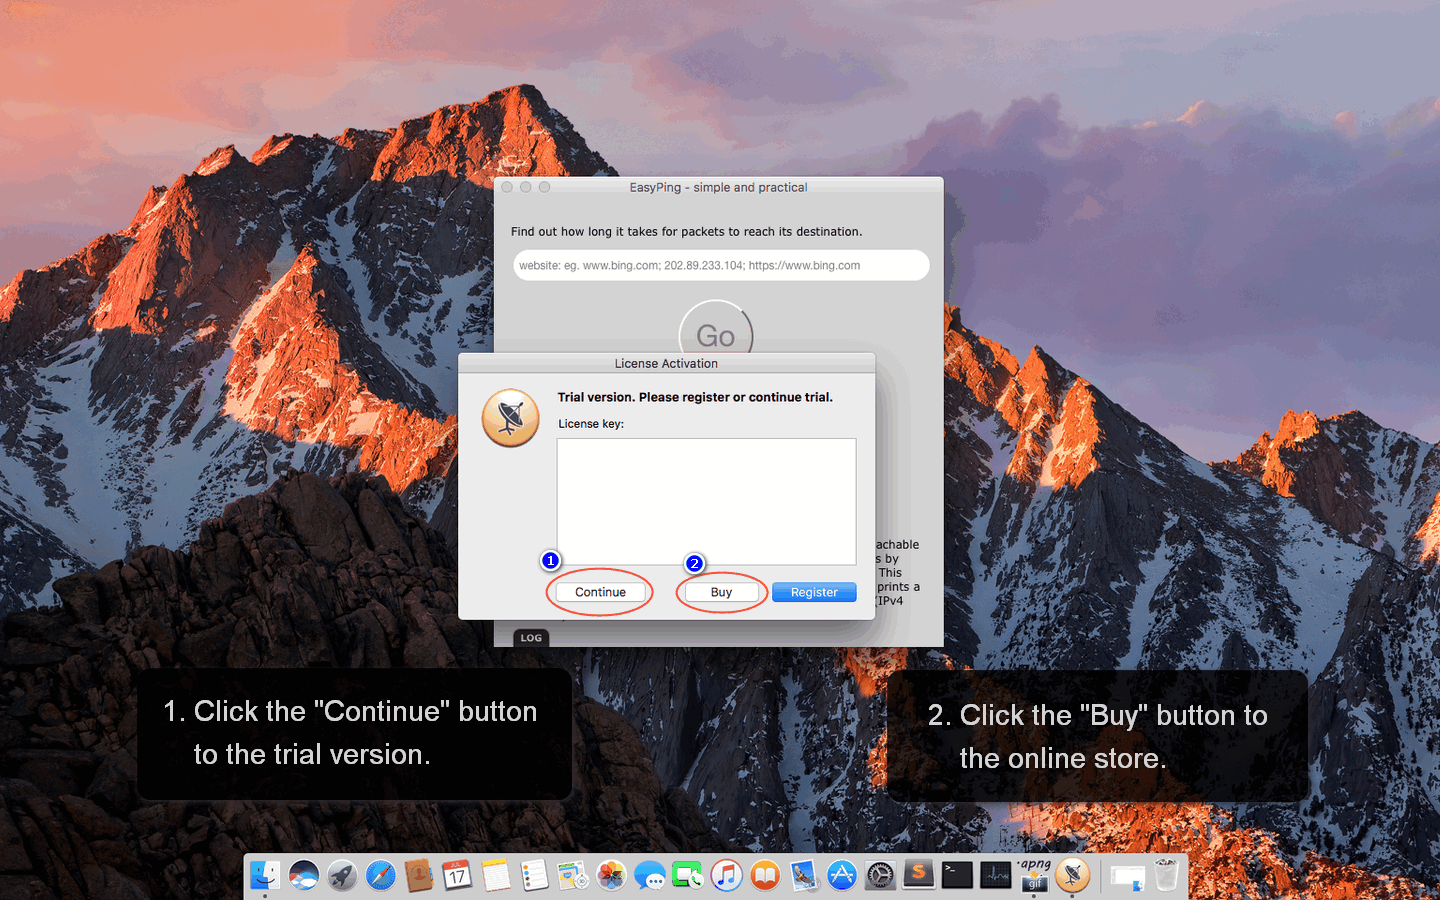 EasyPing - simple and practical
Find out how long it takes for packets to reach its destination.
website: eg. www.bing.com; 202.89.233.104; https://www.bing.com
Go
License Activation
Trial version. Please register or continue trial.
License key:
achable
s by
This
prints a
(IPv4
1
2
Continue
Buy
Register
LOG
1. Click the "Continue" button
to the trial version.
2. Click the "Buy" button to
the online store.
JUL
17
S
>_
apng
gif